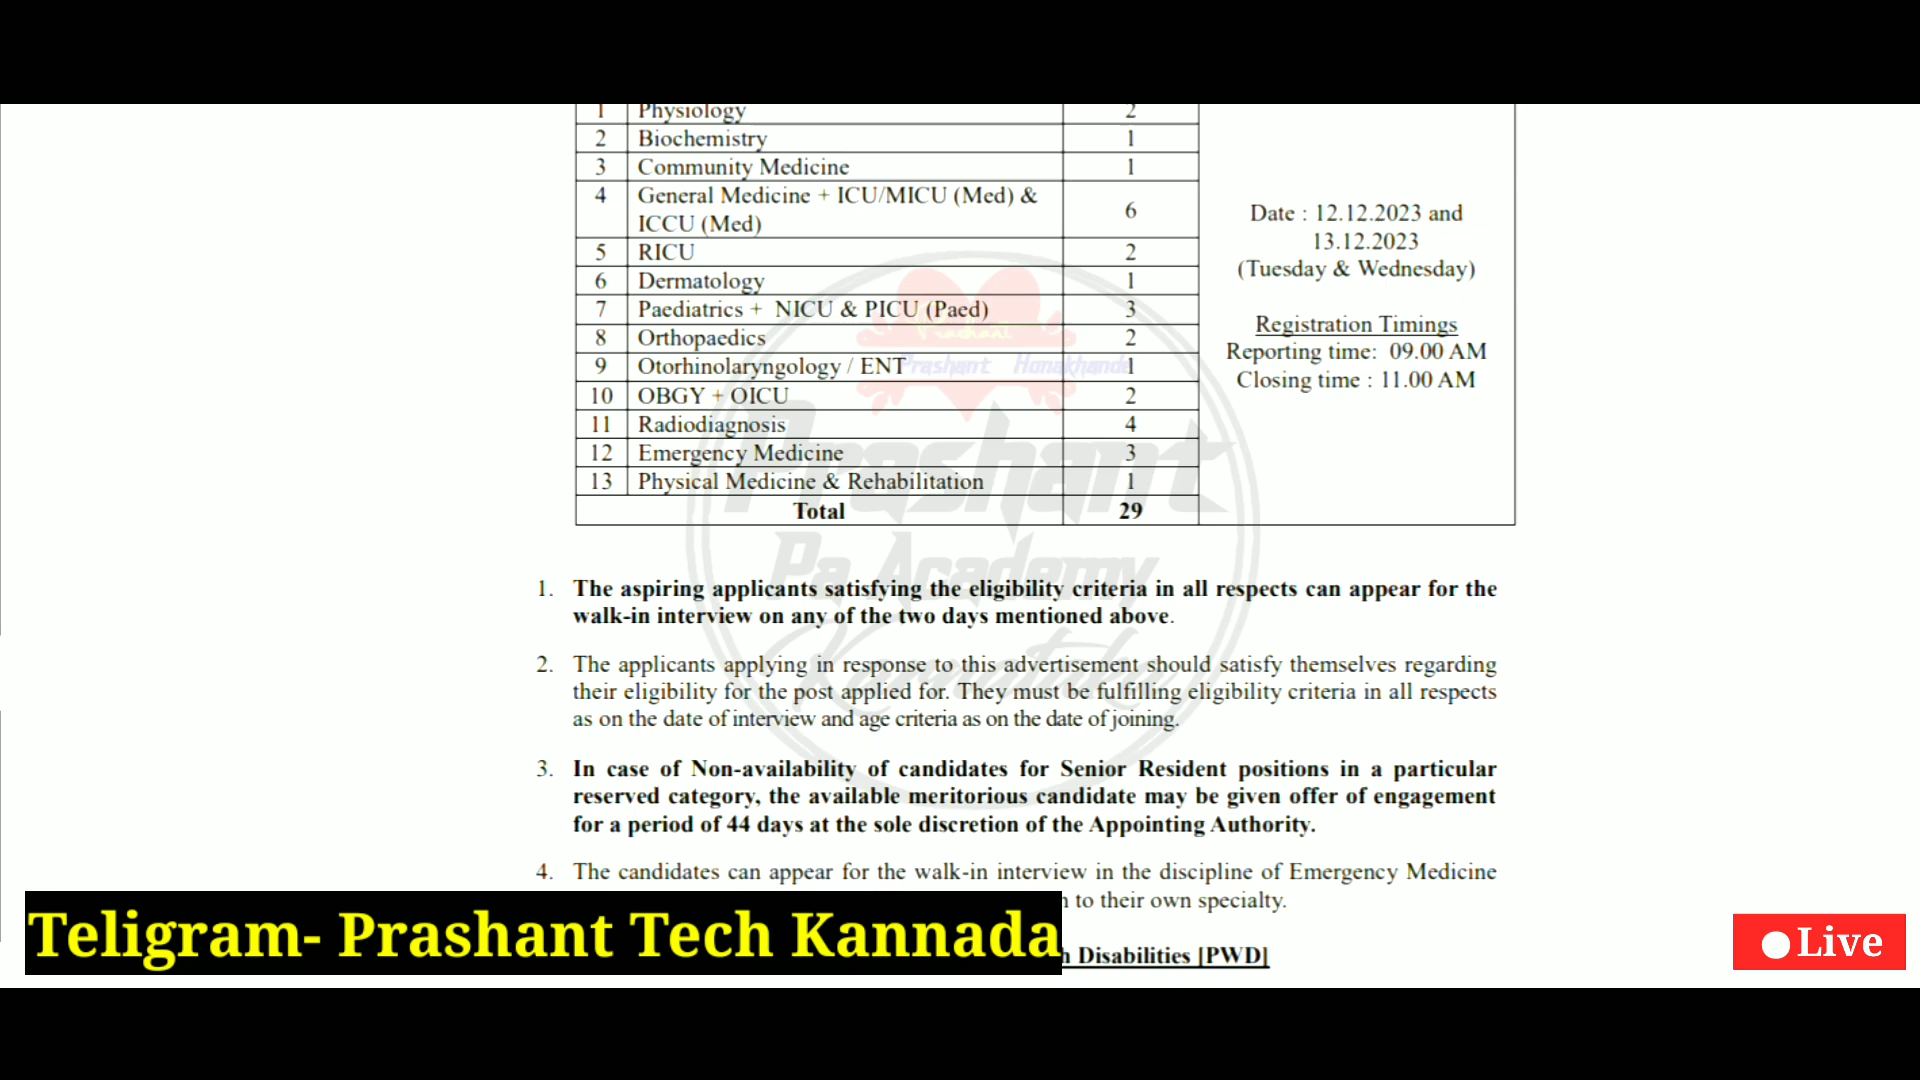 1 Physiology 2
2 Biochemistry 1
3 Community Medicine 1
4 General Medicine + ICU/MICU (Med) &
ICCU (Med) 6
5 RICU 2
6 Dermatology 1
7 Paediatrics + NICU & PICU (Paed) 3
8 Orthopaedics 2
9 Otorhinolaryngology / ENT 1
10 OBGY + OICU 2
11 Radiodiagnosis 4
12 Emergency Medicine 3
13 Physical Medicine & Rehabilitation 1
Total 29
Date : 12.12.2023 and
13.12.2023
(Tuesday & Wednesday)
Registration Timings
Reporting time: 09.00 AM
Closing time : 11.00 AM
Prashant Honakhande
Prashant
Pa Academy
Karnataka
1. The aspiring applicants satisfying the eligibility criteria in all respects can appear for the
walk-in interview on any of the two days mentioned above.
2. The applicants applying in response to this advertisement should satisfy themselves regarding
their eligibility for the post applied for. They must be fulfilling eligibility criteria in all respects
as on the date of interview and age criteria as on the date of joining.
3. In case of Non-availability of candidates for Senior Resident positions in a particular
reserved category, the available meritorious candidate may be given offer of engagement
for a period of 44 days at the sole discretion of the Appointing Authority.
4. The candidates can appear for the walk-in interview in the discipline of Emergency Medicine
to their own specialty.
Disabilities [PWD]
Teligram- Prashant Tech Kannada
Live